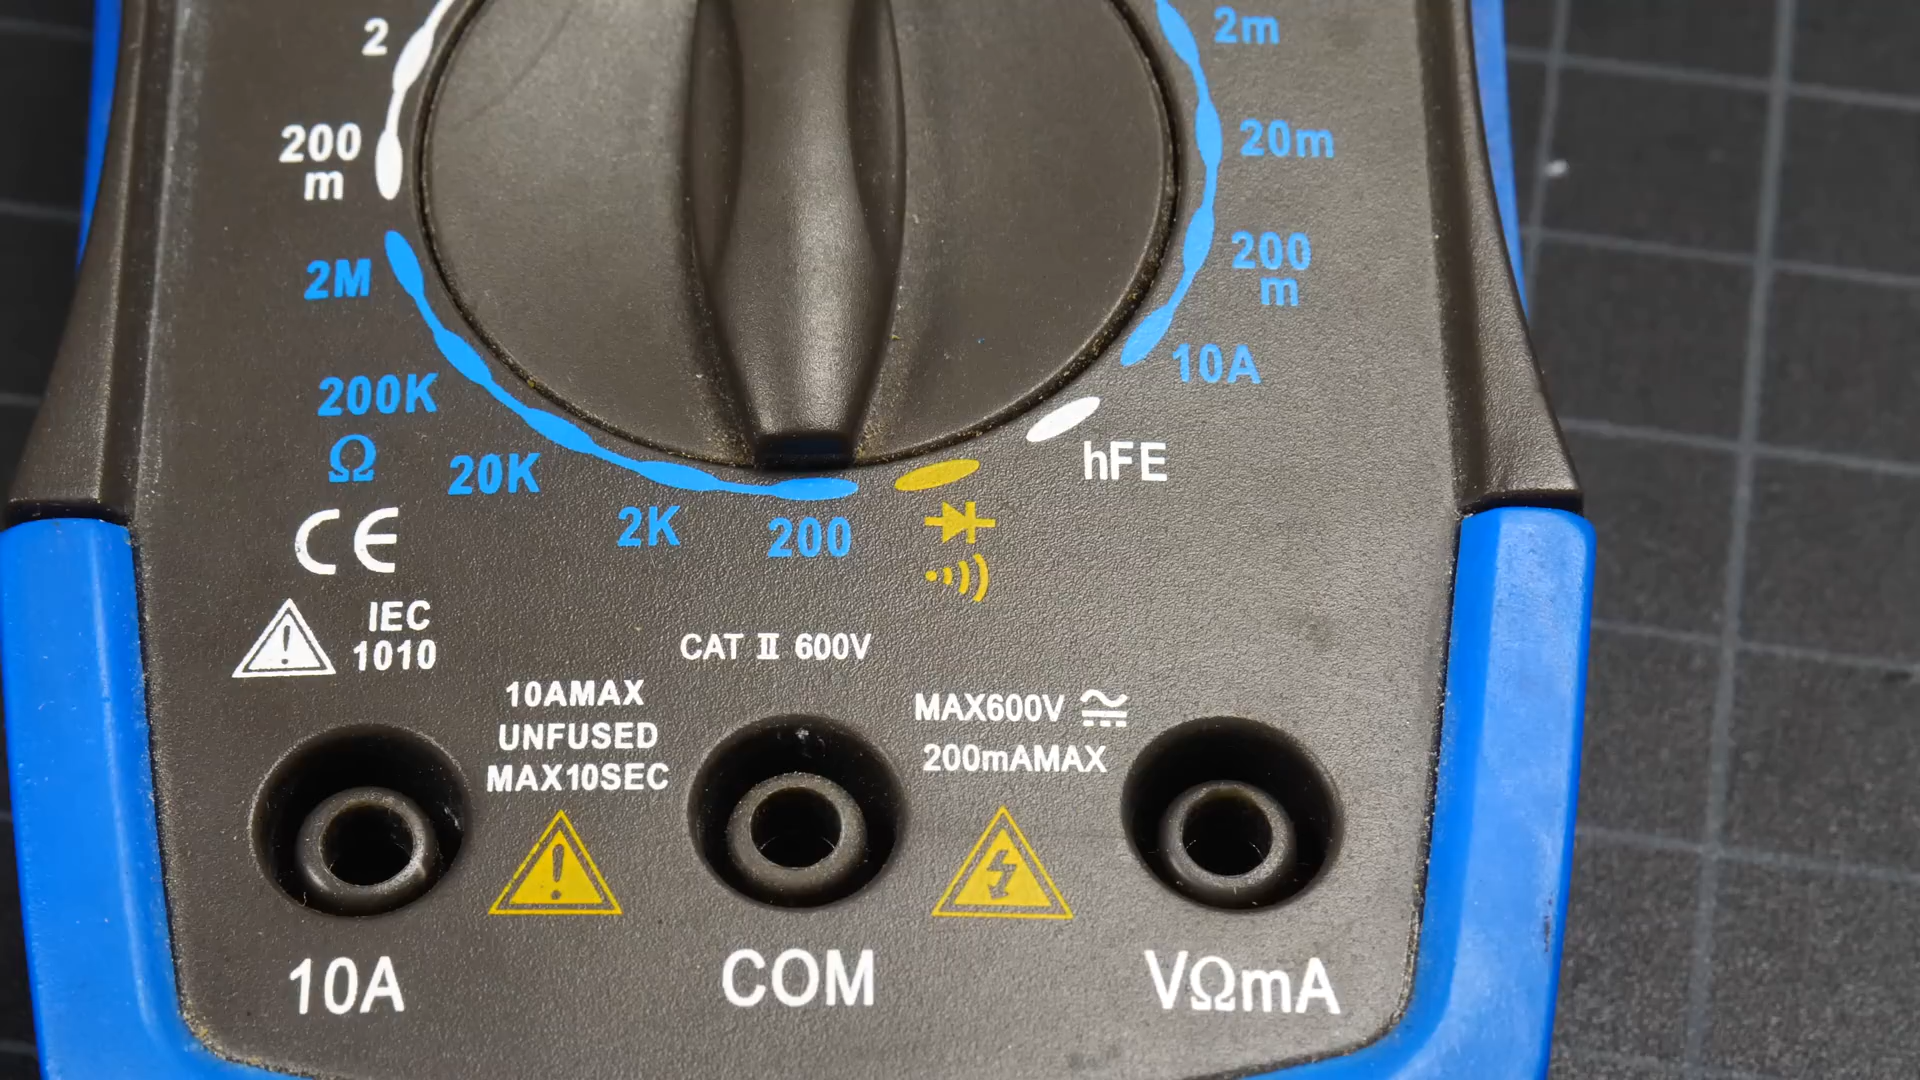 2
2m
200
m
20m
2M
200
m
200K
10A
Ω
20K
hFE
2K
200
CE
IEC
1010
CAT II 600V
10AMAX
UNFUSED
MAX10SEC
MAX600V
200mAMAX
10A
COM
VΩmA